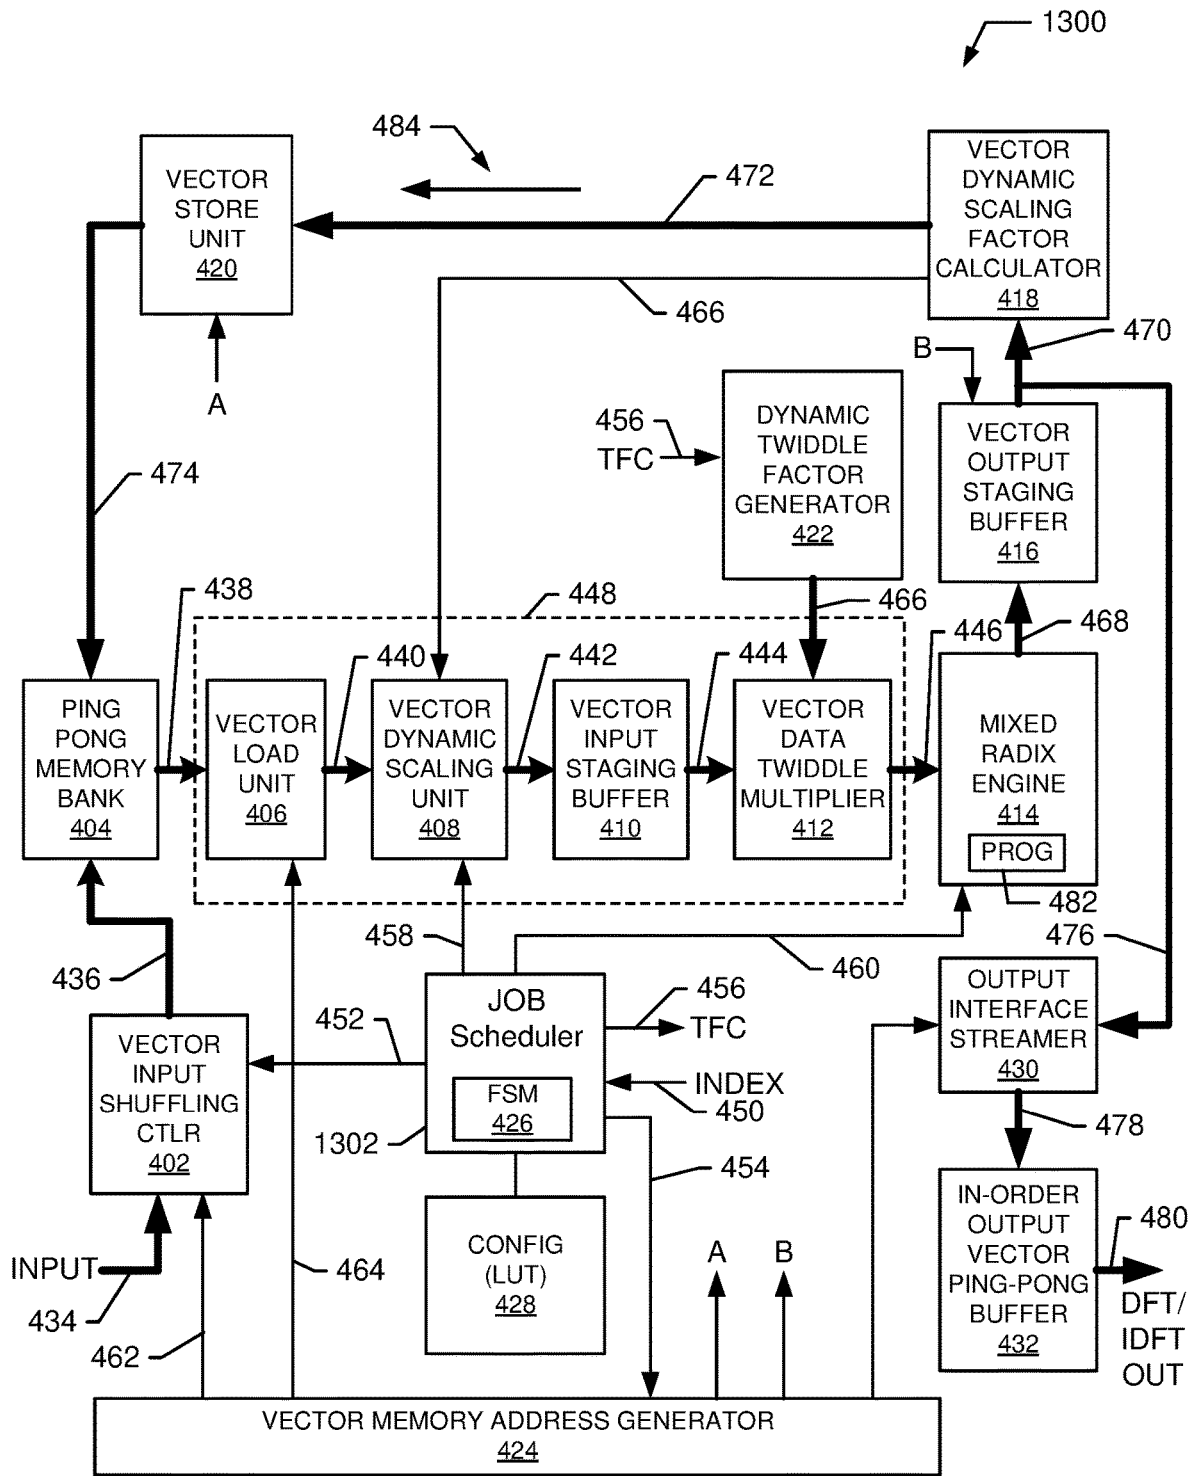 1300
484
VECTOR
STORE
UNIT
420
A
472
466
VECTOR
DYNAMIC
SCALING
FACTOR
CALCULATOR
418
470
B
456
TFC
DYNAMIC
TWIDDLE
FACTOR
GENERATOR
422
VECTOR
OUTPUT
STAGING
BUFFER
416
474
438
448
466
446
468
440
442
444
PING
PONG
MEMORY
BANK
404
VECTOR
LOAD
UNIT
406
VECTOR
DYNAMIC
SCALING
UNIT
408
VECTOR
INPUT
STAGING
BUFFER
410
VECTOR
DATA
TWIDDLE
MULTIPLIER
412
MIXED
RADIX
ENGINE
414
PROG
482
476
458
460
436
452
JOB
Scheduler
FSM
426
1302
456
TFC
INDEX
450
454
VECTOR
INPUT
SHUFFLING
CTLR
402
OUTPUT
INTERFACE
STREAMER
430
478
INPUT
434
462
464
CONFIG
(LUT)
428
A
B
IN-ORDER
OUTPUT
VECTOR
PING-PONG
BUFFER
432
480
DFT/
IDFT
OUT
VECTOR MEMORY ADDRESS GENERATOR
424